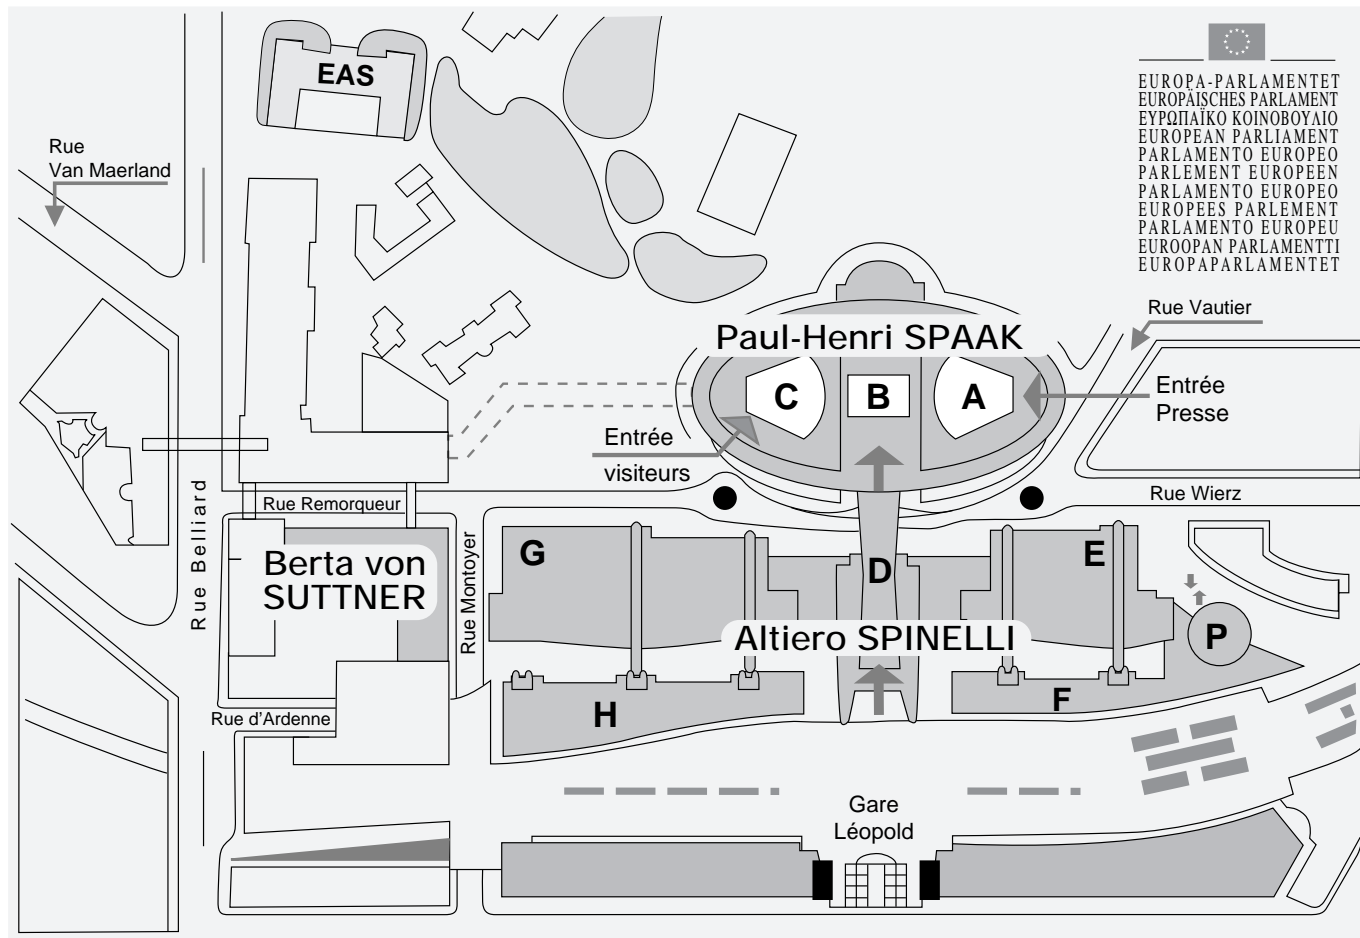 EAS
EUROPA-PARLAMENTET
EUROPÄISCHES PARLAMENT
ΕΥΡΩΠΑΪΚΟ ΚΟΙΝΟΒΟΥΛΙΟ
EUROPEAN PARLIAMENT
PARLAMENTO EUROPEO
PARLEMENT EUROPEEN
PARLAMENTO EUROPEO
EUROPEES PARLEMENT
PARLAMENTO EUROPEU
EUROOPAN PARLAMENTTI
EUROPAPARLAMENTET
Rue
Van Maerland
Rue Vautier
Paul-Henri SPAAK
C
B
A
Entrée
Presse
Entrée
visiteurs
Rue Remorqueur
Rue Wierz
Rue Belliard
Berta von
SUTTNER
Rue Montoyer
G
D
E
P
Altiero SPINELLI
H
F
Rue d'Ardenne
Gare
Léopold